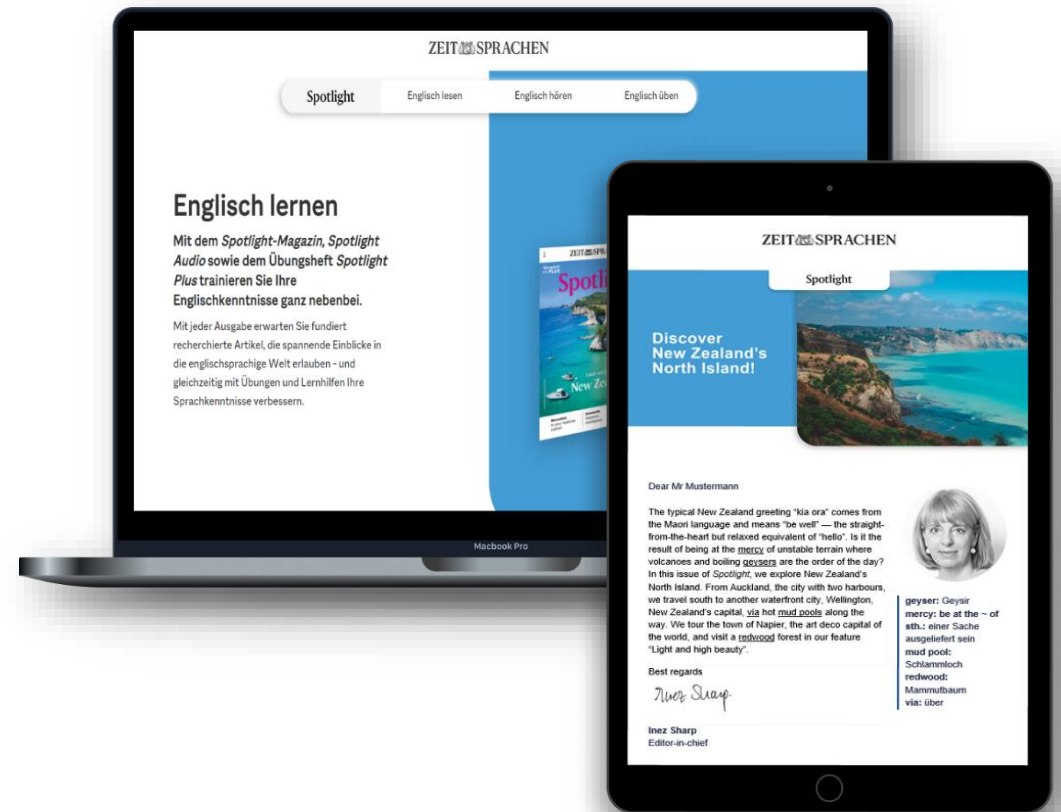 ZEIT SPRACHEN
Spotlight
Englisch lesen
Englisch hören
Englisch üben
Englisch lernen
Mit dem Spotlight-Magazin, Spotlight
Audio sowie dem Übungsheft Spotlight
Plus trainieren Sie Ihre
Englischkenntnisse ganz nebenbei.
Mit jeder Ausgabe erwarten Sie fundiert
recherchierte Artikel, die spannende Einblicke in
die englischsprachige Welt erlauben – und
gleichzeitig mit Übungen und Lernhilfen Ihre
Sprachkenntnisse verbessern.
Macbook Pro
ZEIT SPRACHEN
Spotlight
Discover
New Zealand's
North Island!
Dear Mr Mustermann
The typical New Zealand greeting “kia ora” comes from
the Maori language and means “be well” — the straight-
from-the-heart but relaxed equivalent of “hello”. Is it the
result of being at the mercy of unstable terrain where
volcanoes and boiling geysers are the order of the day?
In this issue of Spotlight, we explore New Zealand's
North Island. From Auckland, the city with two harbours,
we travel south to another waterfront city, Wellington,
New Zealand's capital, via hot mud pools along the
way. We tour the town of Napier, the art deco capital of
the world, and visit a redwood forest in our feature
“Light and high beauty”.
Best regards
Inez Sharp
Inez Sharp
Editor-in-chief
geyser: Geysir
mercy: be at the ~ of
sth.: einer Sache
ausgeliefert sein
mud pool:
Schlammloch
redwood:
Mammutbaum
via: über